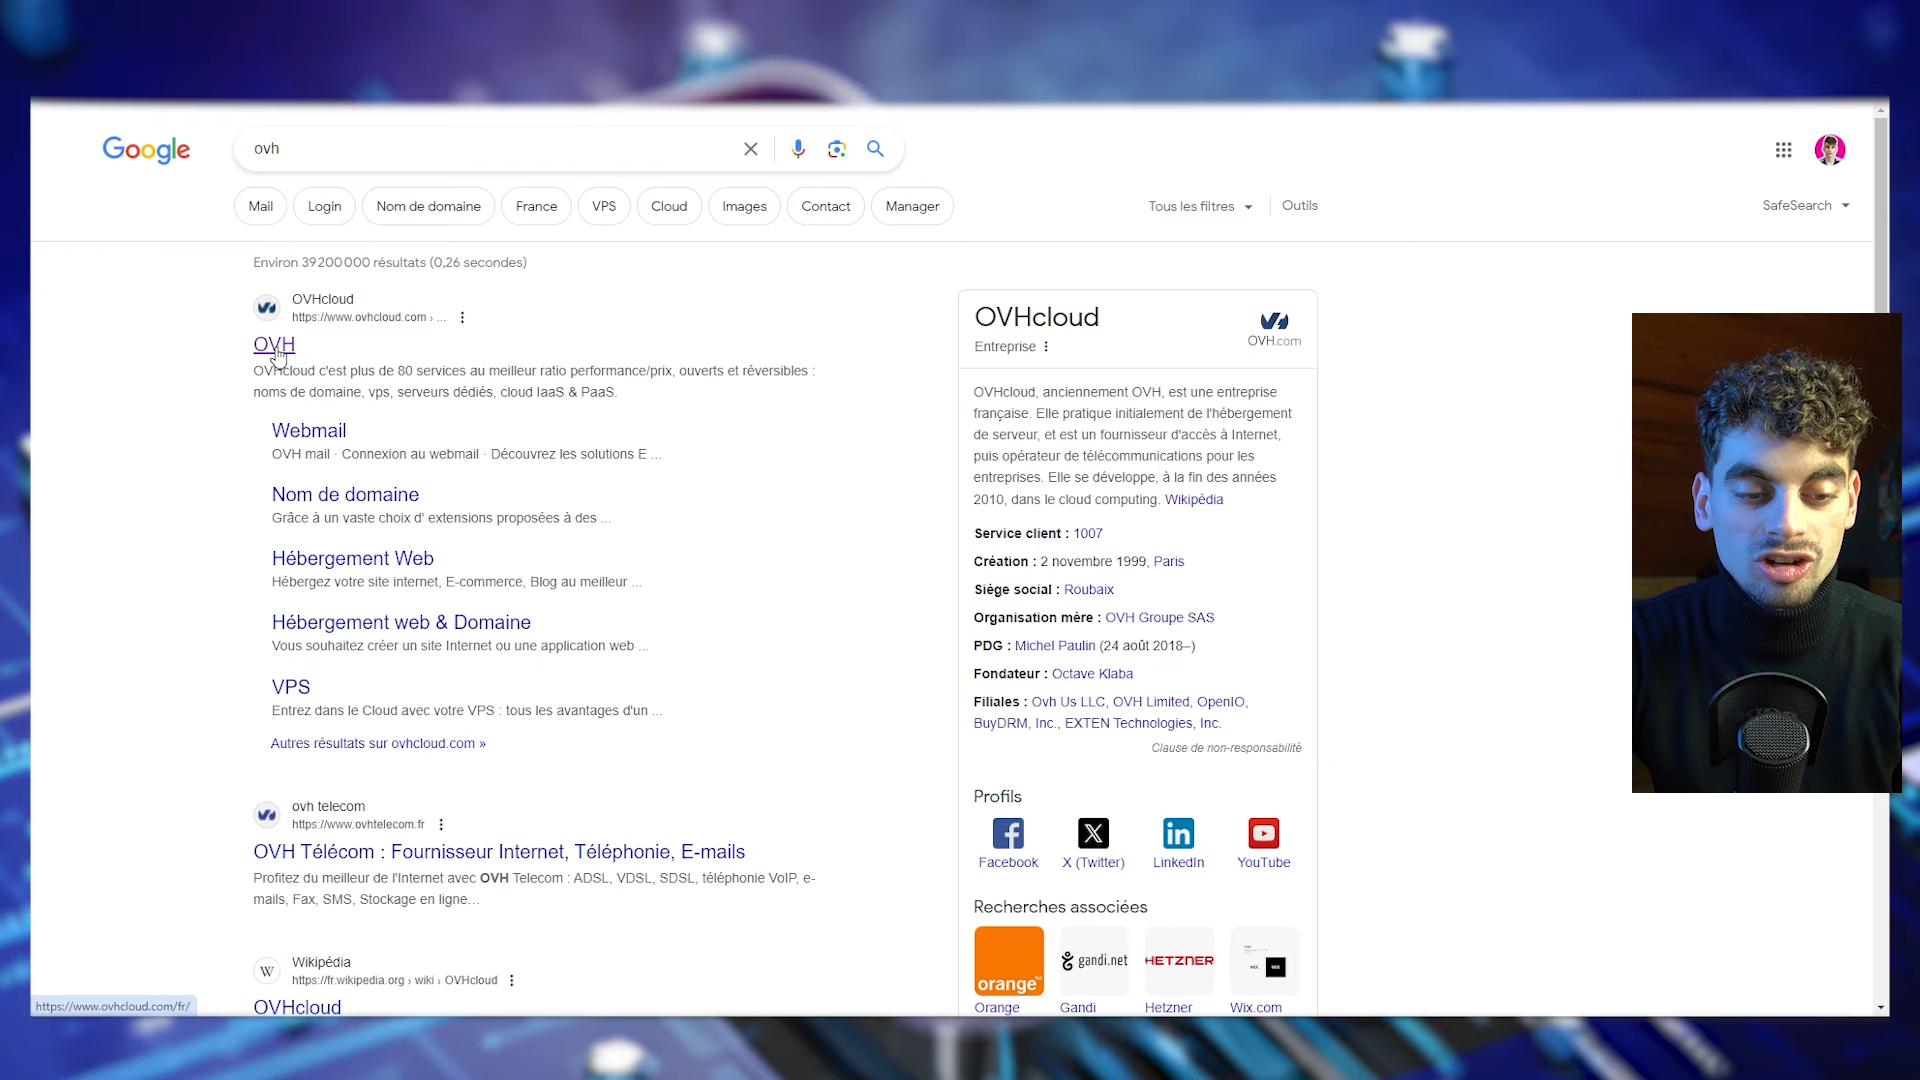 Google
ovh
Mail
Login
Nom de domaine
France
VPS
Cloud
Images
Contact
Manager
Tous les filtres
Outils
SafeSearch
Environ 39 200 000 résultats (0,26 secondes)
OVHcloud
https://www.ovhcloud.com › ...
OVH
OVHcloud c'est plus de 80 services au meilleur ratio performance/prix, ouverts et réversibles :
noms de domaine, vps, serveurs dédiés, cloud IaaS & PaaS.
Webmail
OVH mail · Connexion au webmail · Découvrez les solutions E ...
Nom de domaine
Grâce à un vaste choix d' extensions proposées à des ...
Hébergement Web
Hébergez votre site internet, E-commerce, Blog au meilleur ...
Hébergement web & Domaine
Vous souhaitez créer un site Internet ou une application web ...
VPS
Entrez dans le Cloud avec votre VPS : tous les avantages d'un ...
Autres résultats sur ovhcloud.com »
ovh telecom
https://www.ovhtelecom.fr
OVH Télécom : Fournisseur Internet, Téléphonie, E-mails
Profitez du meilleur de l'Internet avec OVH Telecom : ADSL, VDSL, SDSL, téléphonie VoIP, e-
mails, Fax, SMS, Stockage en ligne…
W
Wikipédia
https://fr.wikipedia.org › wiki › OVHcloud
OVHcloud
https://www.ovhcloud.com/fr/
OVHcloud
Entreprise
OVH.com
OVHcloud, anciennement OVH, est une entreprise
française. Elle pratique initialement de l'hébergement
de serveur, et est un fournisseur d'accès à Internet,
puis opérateur de télécommunications pour les
entreprises. Elle se développe, à la fin des années
2010, dans le cloud computing. Wikipédia
Service client : 1007
Création : 2 novembre 1999, Paris
Siège social : Roubaix
Organisation mère : OVH Groupe SAS
PDG : Michel Paulin (24 août 2018–)
Fondateur : Octave Klaba
Filiales : Ovh Us LLC, OVH Limited, OpenIO,
BuyDRM, Inc., EXTEN Technologies, Inc.
Clause de non-responsabilité
Profils
Facebook
X (Twitter)
LinkedIn
YouTube
Recherches associées
orange™
gandi.net
HETZNER
Orange
Gandi
Hetzner
Wix.com